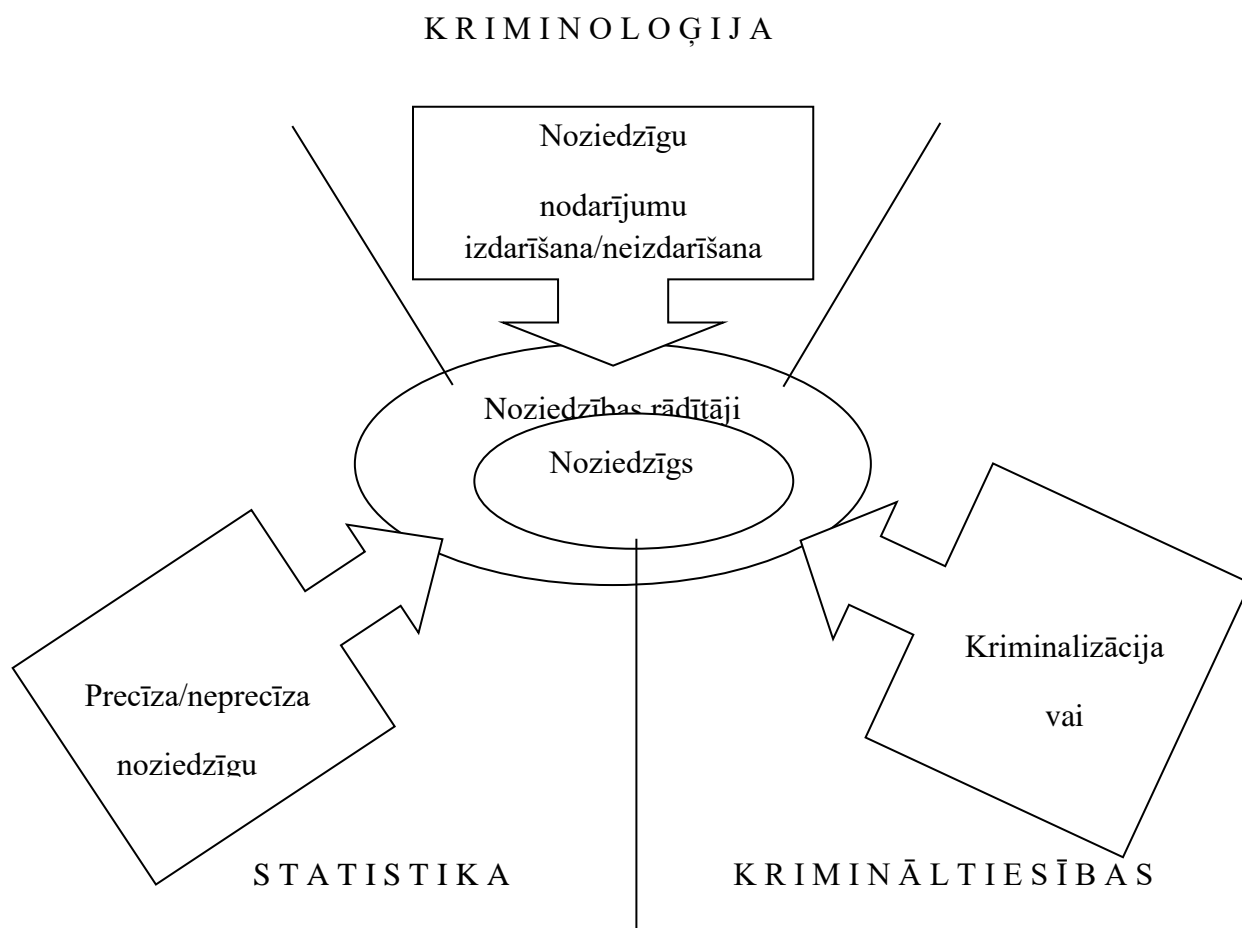 KRIMINOLOĢIJA
Noziedzīgu
nodarījumu
izdarīšana/neizdarīšana
Noziedzības rādītāji
Noziedzīgs
Kriminalizācija
vai
Precīza/neprecīza
noziedzīgu
STATISTIKA
KRIMINĀLTIESĪBAS